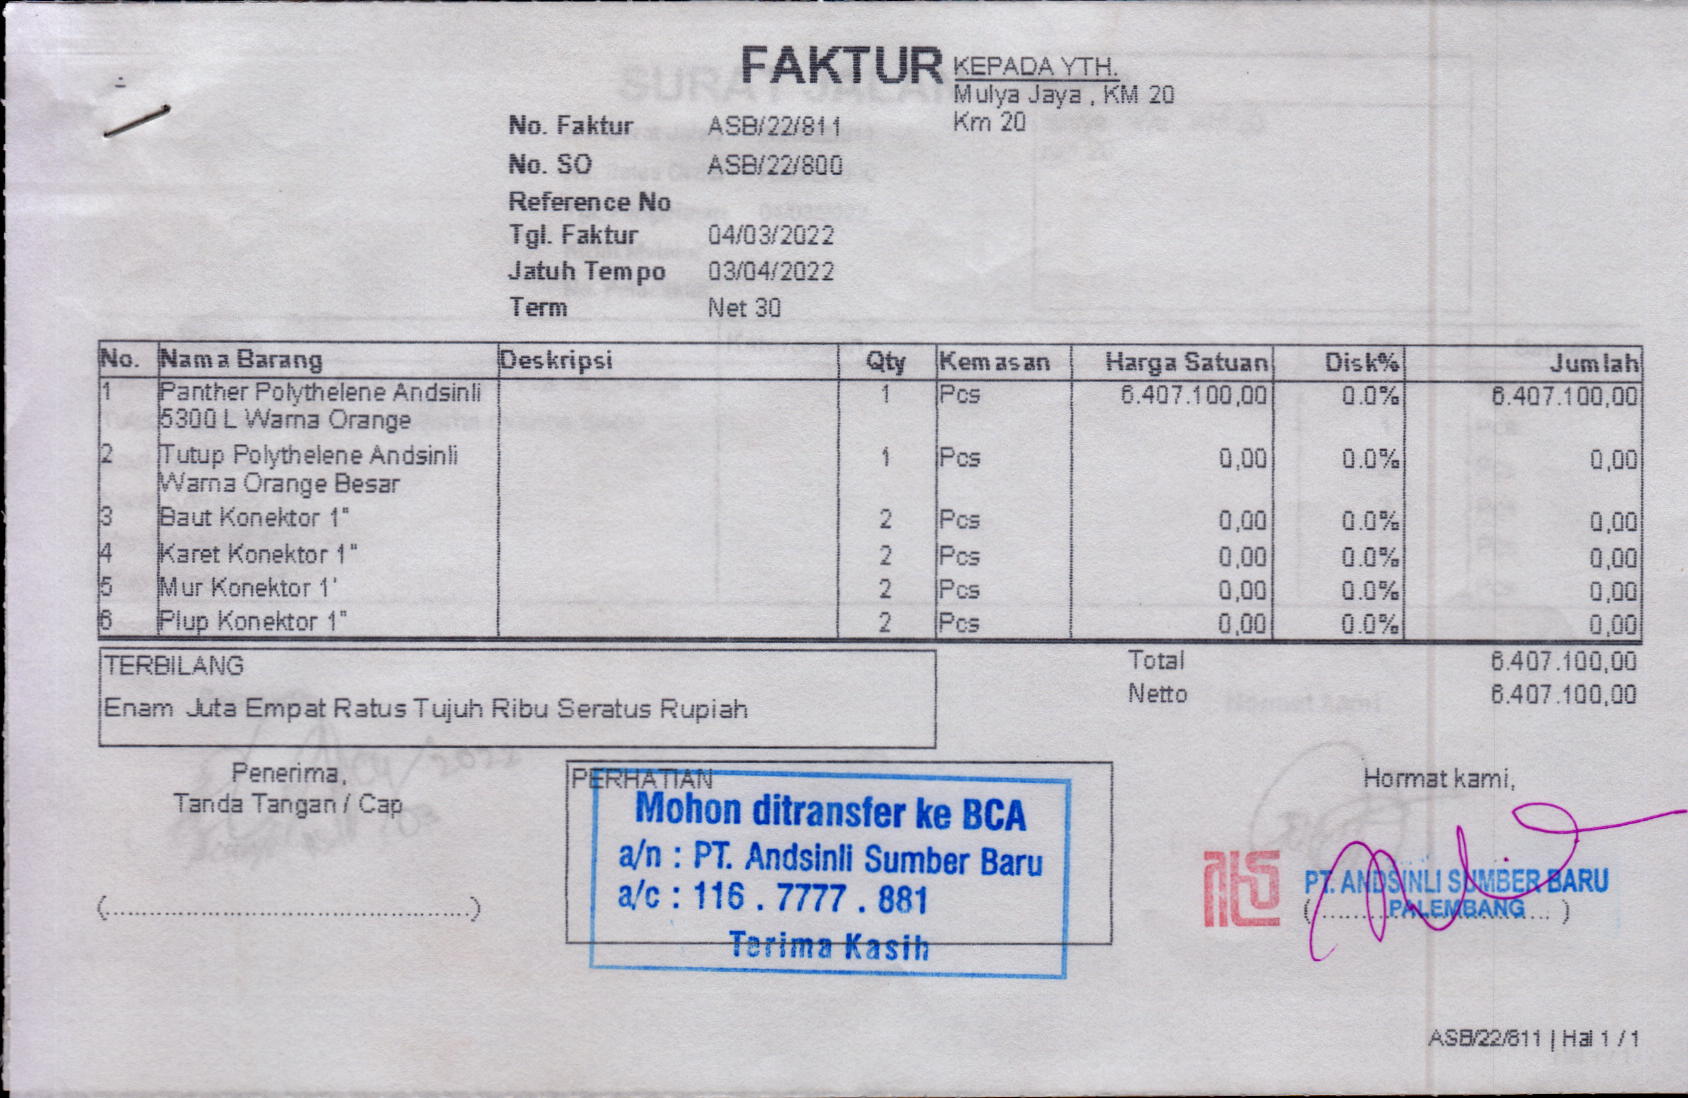 FAKTUR
KEPADA YTH.
Mulya Jaya , KM 20
Km 20
No. Faktur ASB/22/811
No. SO ASB/22/800
Reference No
Tgl. Faktur 04/03/2022
Jatuh Tempo 03/04/2022
Term Net 30
No. Nama Barang Deskripsi Qty Kemasan Harga Satuan Disk% Jumlah
1 Panther Polythelene Andsinli 1 Pcs 6.407.100,00 0.0% 6.407.100,00
5300 L Warna Orange
2 Tutup Polythelene Andsinli 1 Pcs 0,00 0.0% 0,00
Warna Orange Besar
3 Baut Konektor 1" 2 Pcs 0,00 0.0% 0,00
4 Karet Konektor 1" 2 Pcs 0,00 0.0% 0,00
5 Mur Konektor 1' 2 Pcs 0,00 0.0% 0,00
6 Plup Konektor 1" 2 Pcs 0,00 0.0% 0,00
TERBILANG
Enam Juta Empat Ratus Tujuh Ribu Seratus Rupiah
Total 6.407.100,00
Netto 6.407.100,00
Penerima,
Tanda Tangan / Cap
(................................................)
PERHATIAN
Mohon ditransfer ke BCA
a/n : PT. Andsinli Sumber Baru
a/c : 116 . 7777 . 881
Terima Kasih
Hormat kami,
PT. ANDSINLI SUMBER BARU
PALEMBANG
ASB/22/811 | Hal 1 / 1